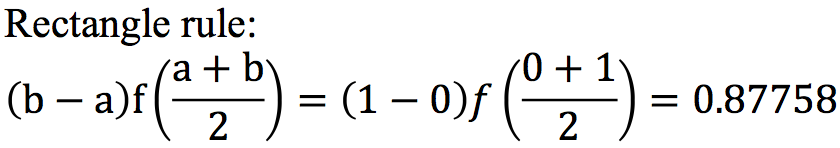 Rectangle rule:
(b − a)f((a + b)/2) = (1 − 0)f((0 + 1)/2) = 0.87758